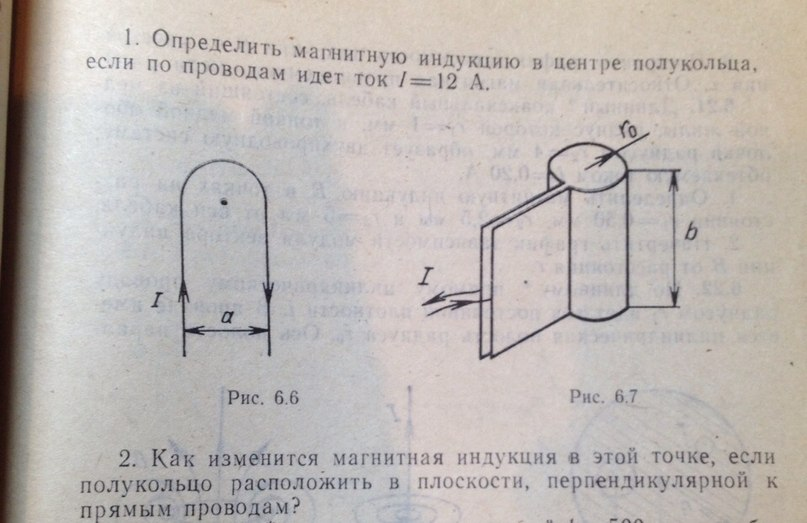 1. Определить магнитную индукцию в центре полукольца,
если по проводам идет ток I=12 А.
r₀
b
I
I
a
Рис. 6.6
Рис. 6.7
2. Как изменится магнитная индукция в этой точке, если
полукольцо расположить в плоскости, перпендикулярной к
прямым проводам?